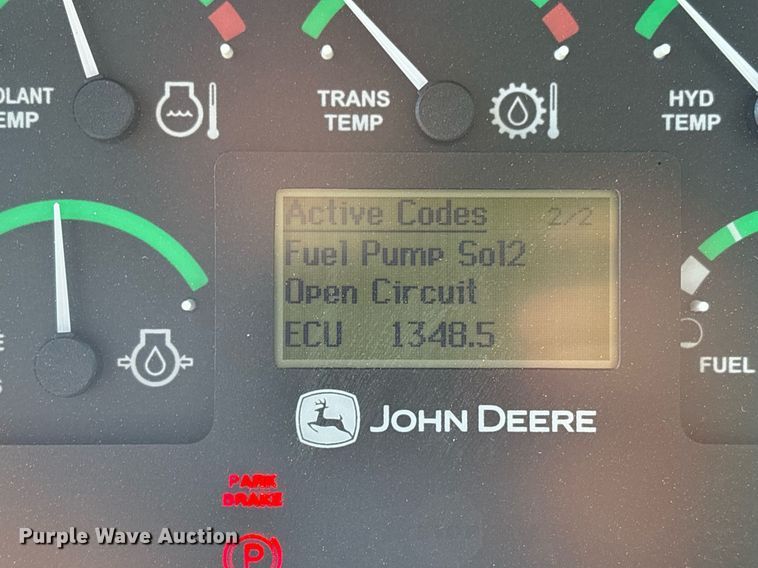 OLANT
EMP
TRANS
TEMP
HYD
TEMP
Active Codes 2/2
Fuel Pump Sol2
Open Circuit
ECU 1348.5
E
S
FUEL
JOHN DEERE
PARK
BRAKE
P
Purple Wave Auction